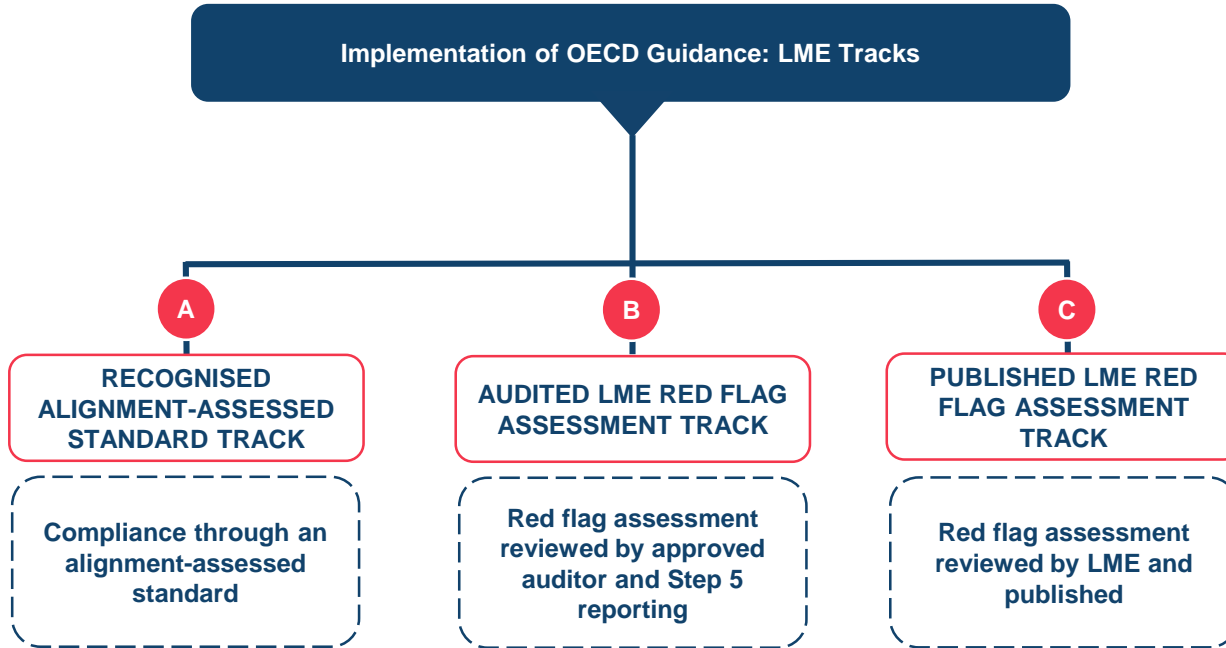 Implementation of OECD Guidance: LME Tracks
A
RECOGNISED
ALIGNMENT-ASSESSED
STANDARD TRACK
Compliance through an
alignment-assessed
standard
B
AUDITED LME RED FLAG
ASSESSMENT TRACK
Red flag assessment
reviewed by approved
auditor and Step 5
reporting
C
PUBLISHED LME RED
FLAG ASSESSMENT
TRACK
Red flag assessment
reviewed by LME and
published